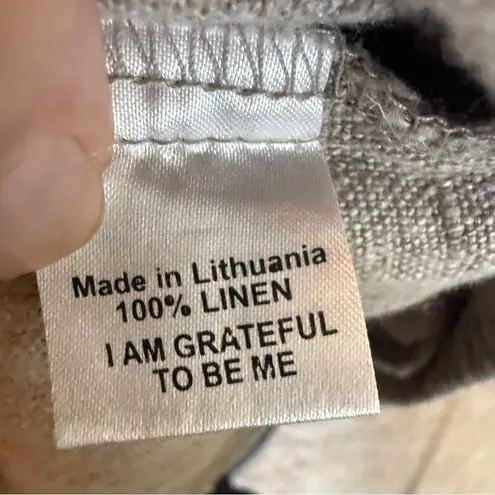 Made in Lithuania
100% LINEN
I AM GRATEFUL
TO BE ME